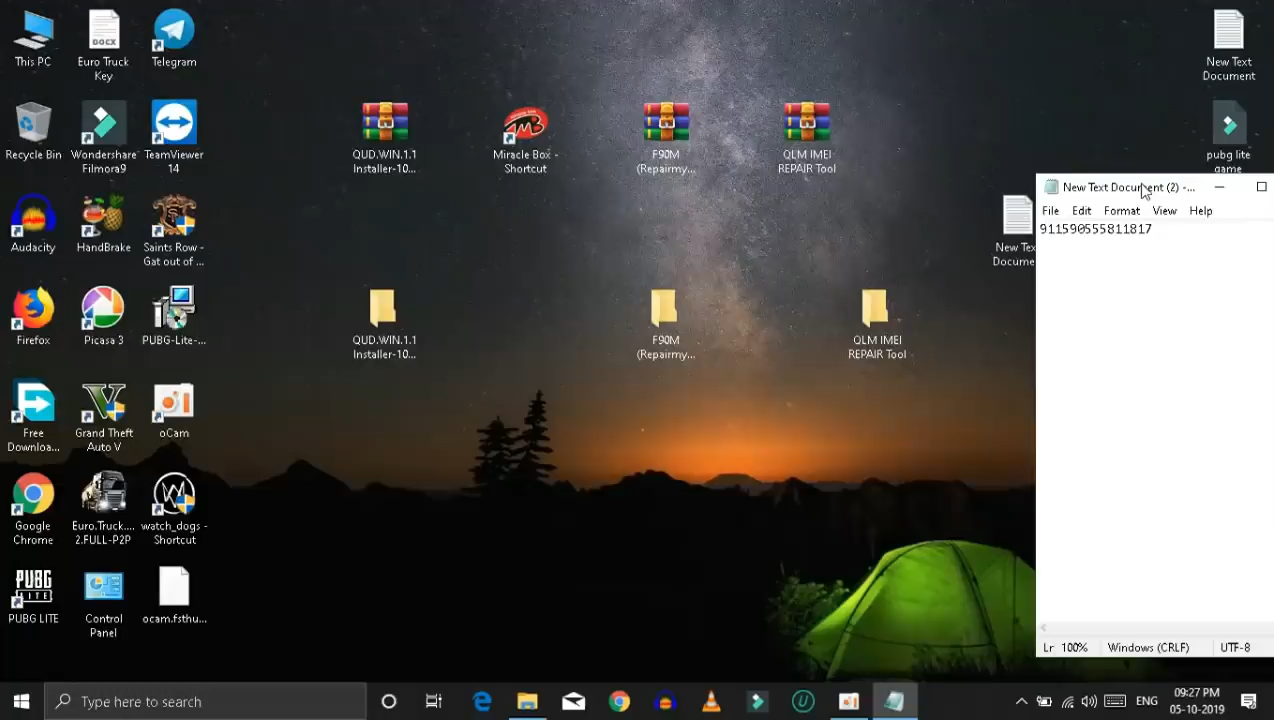 This PC
Euro Truck
Key
Telegram
New Text
Document
Recycle Bin
Wondershare
Filmora9
TeamViewer
14
QUD.WIN.1.1
Installer-10...
Miracle Box -
Shortcut
F90M
(Repairmy...
QLM IMEI
REPAIR Tool
pubg lite
game
New Text Document (2) -...
File Edit Format View Help
911590555811817
Audacity
HandBrake
Saints Row -
Gat out of ...
New Tex
Docume
Firefox
Picasa 3
PUBG-Lite-...
QUD.WIN.1.1
Installer-10...
F90M
(Repairmy...
QLM IMEI
REPAIR Tool
Free
Downloa...
Grand Theft
Auto V
oCam
Google
Chrome
Euro.Truck....
2.FULL-P2P
watch_dogs -
Shortcut
PUBG
LITE
PUBG LITE
Control
Panel
ocam.fsthu...
Lr 100% Windows (CRLF) UTF-8
Type here to search
ENG
09:27 PM
05-10-2019